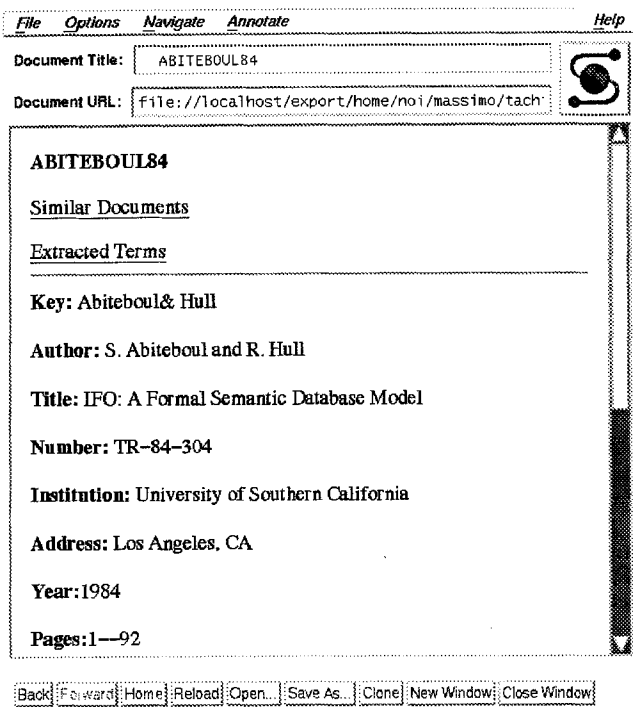 File Options Navigate Annotate Help
Document Title: ABITEBOUL84
Document URL: file://localhost/export/home/noi/massimo/tach
ABITEBOUL84
Similar Documents
Extracted Terms
Key: Abiteboul& Hull
Author: S. Abiteboul and R. Hull
Title: IFO: A Formal Semantic Database Model
Number: TR-84-304
Institution: University of Southern California
Address: Los Angeles, CA
Year:1984
Pages:1--92
Back Forward Home Reload Open... Save As... Clone New Window Close Window